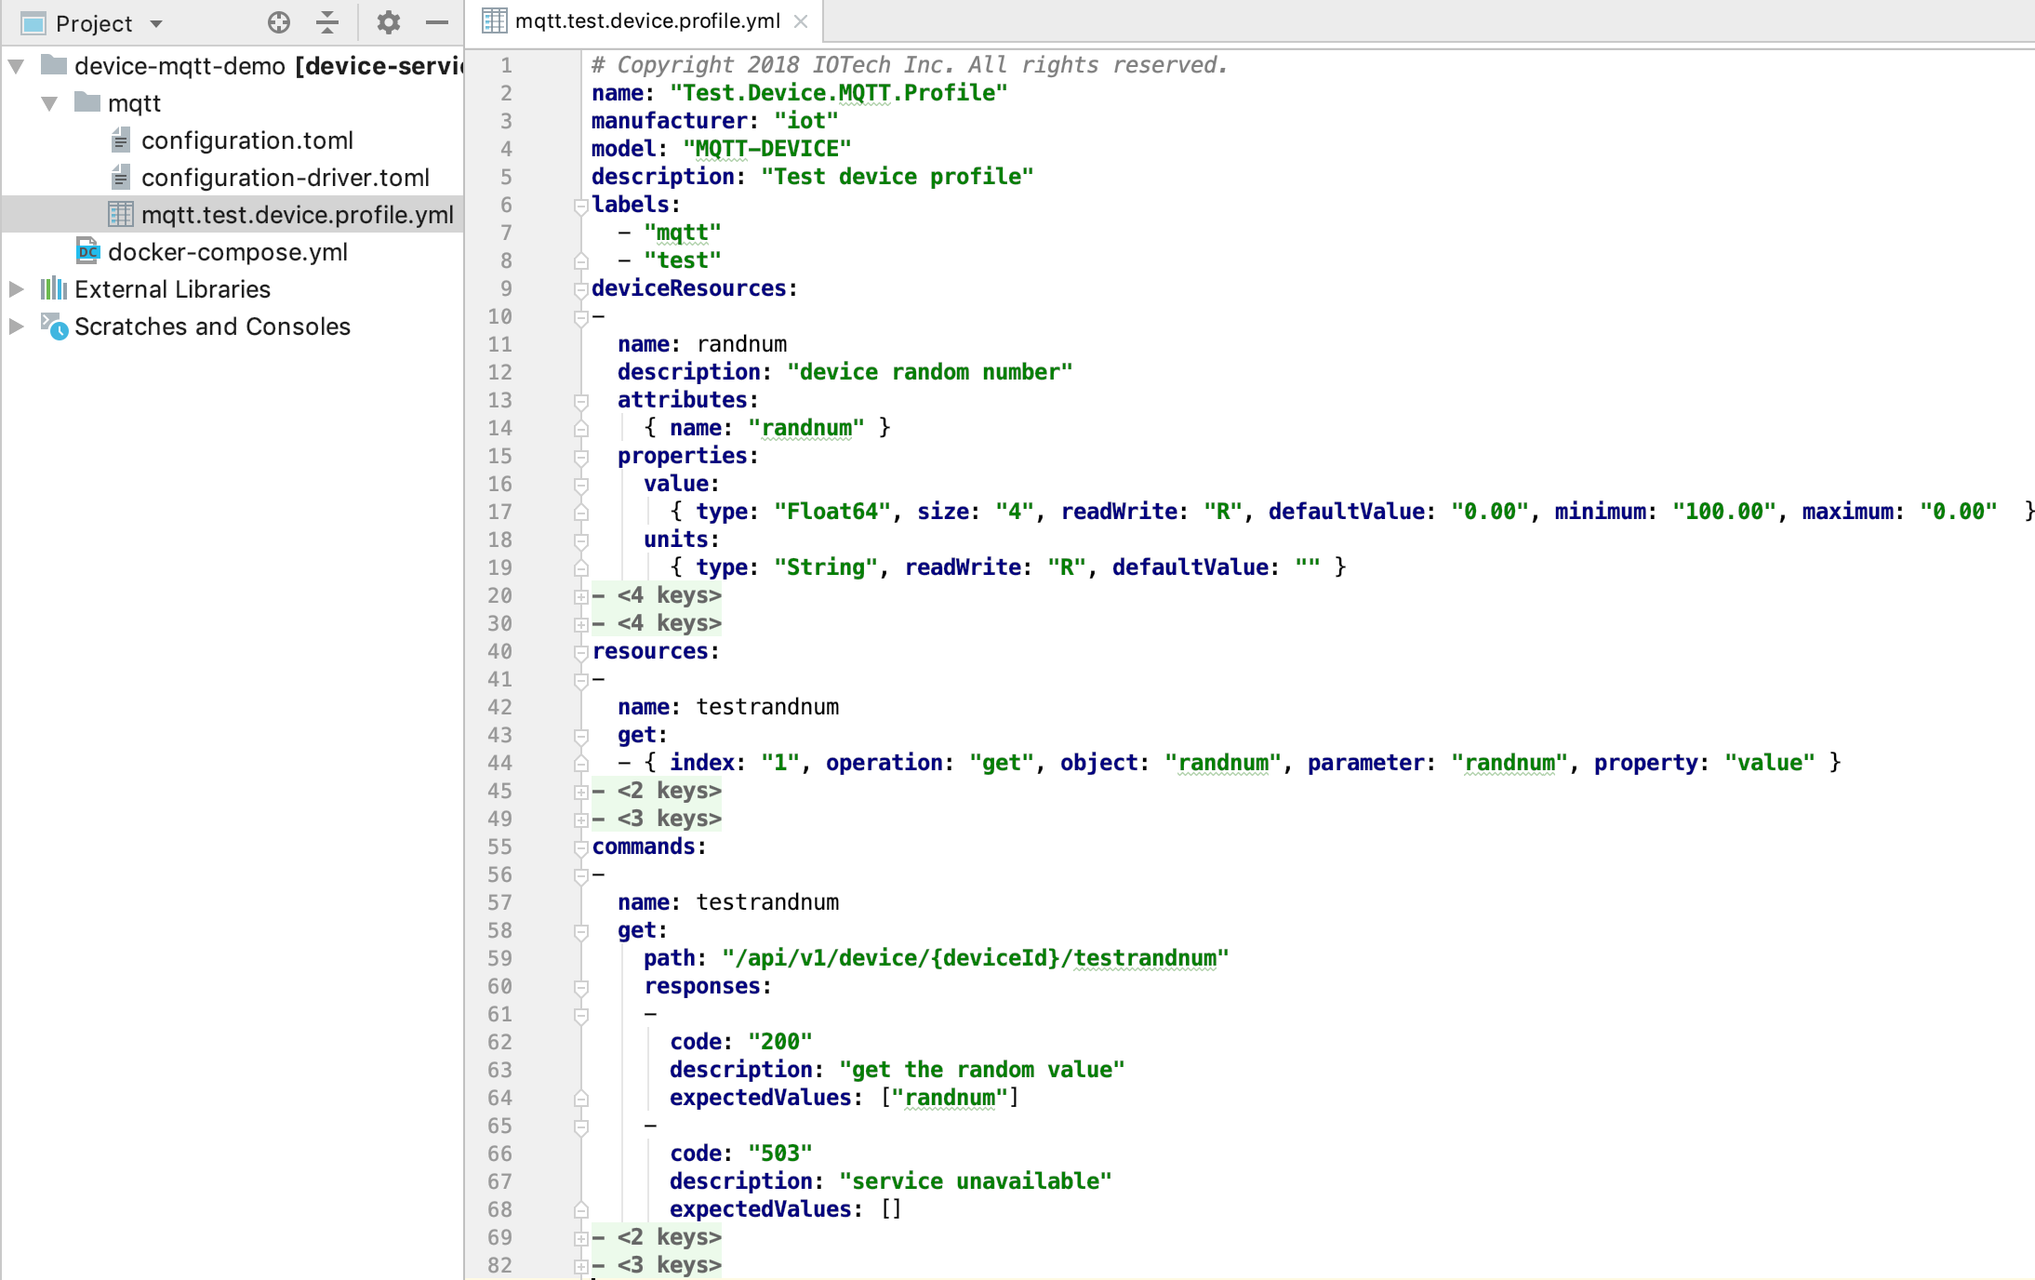 Project
device-mqtt-demo [device-servi
mqtt
configuration.toml
configuration-driver.toml
mqtt.test.device.profile.yml
DC docker-compose.yml
External Libraries
Scratches and Consoles
mqtt.test.device.profile.yml
1 # Copyright 2018 IOTech Inc. All rights reserved.
2 name: "Test.Device.MQTT.Profile"
3 manufacturer: "iot"
4 model: "MQTT-DEVICE"
5 description: "Test device profile"
6 labels:
7   - "mqtt"
8   - "test"
9 deviceResources:
10 -
11   name: randnum
12   description: "device random number"
13   attributes:
14     { name: "randnum" }
15   properties:
16     value:
17       { type: "Float64", size: "4", readWrite: "R", defaultValue: "0.00", minimum: "100.00", maximum: "0.00"  }
18     units:
19       { type: "String", readWrite: "R", defaultValue: "" }
20 - <4 keys>
30 - <4 keys>
40 resources:
41 -
42   name: testrandnum
43   get:
44   - { index: "1", operation: "get", object: "randnum", parameter: "randnum", property: "value" }
45 - <2 keys>
49 - <3 keys>
55 commands:
56 -
57   name: testrandnum
58   get:
59     path: "/api/v1/device/{deviceId}/testrandnum"
60     responses:
61     -
62       code: "200"
63       description: "get the random value"
64       expectedValues: ["randnum"]
65     -
66       code: "503"
67       description: "service unavailable"
68       expectedValues: []
69 - <2 keys>
82 - <3 keys>